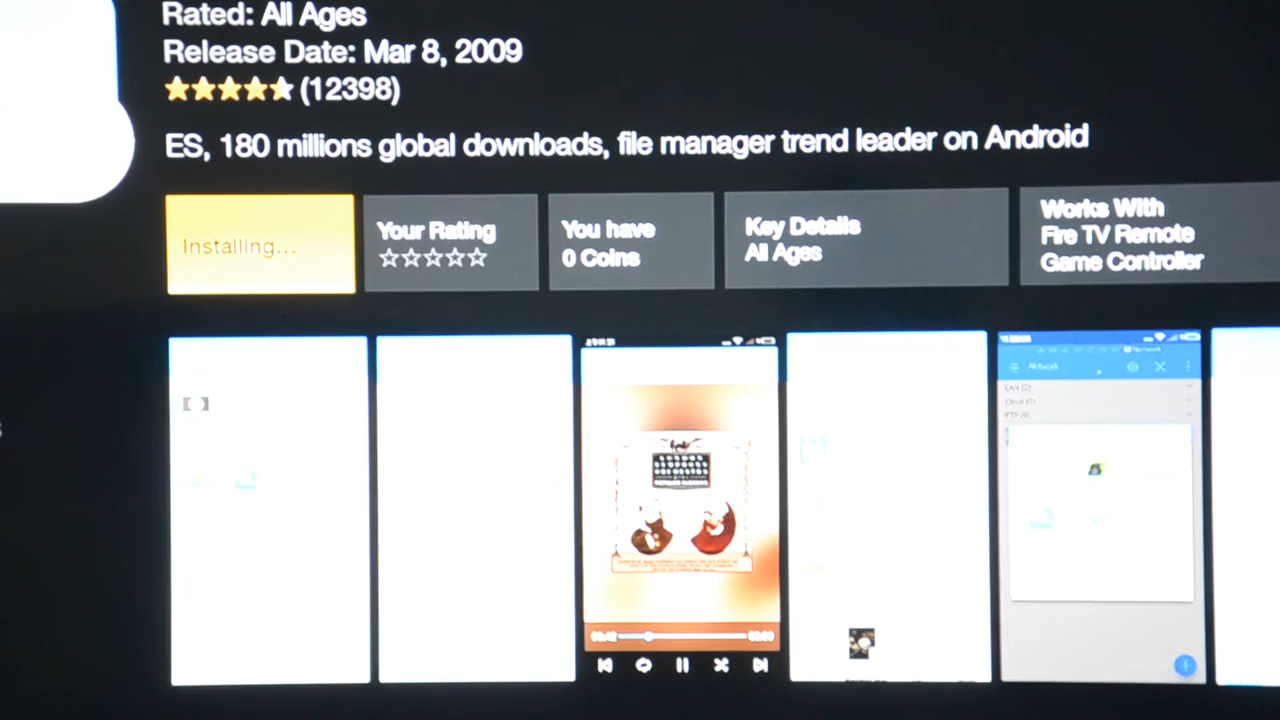 Rated: All Ages
Release Date: Mar 8, 2009
(12398)
ES, 180 millions global downloads, file manager trend leader on Android
Installing...
Your Rating
You have
0 Coins
Key Details
All Ages
Works With
Fire TV Remote
Game Controller
Network